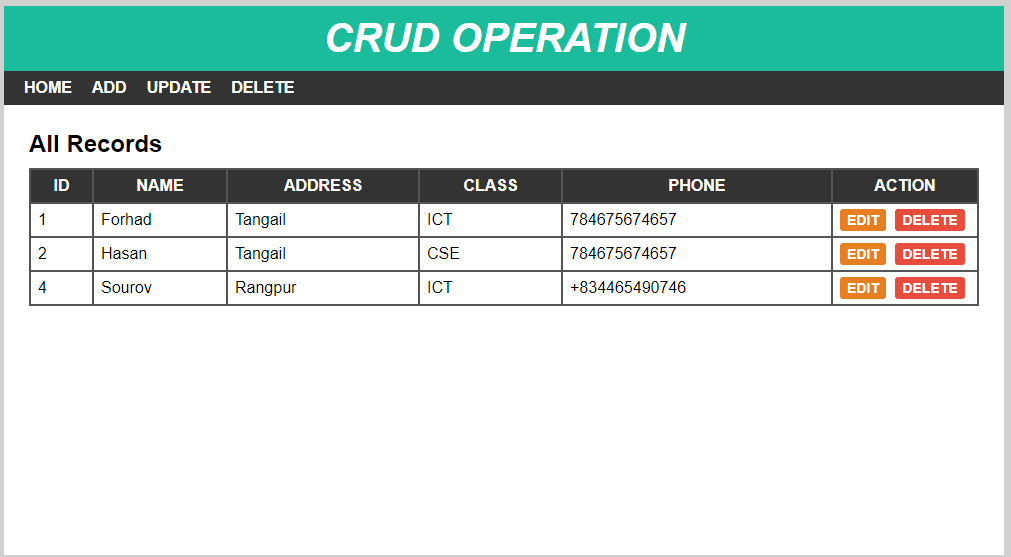 CRUD OPERATION
HOME ADD UPDATE DELETE
All Records
ID NAME ADDRESS CLASS PHONE ACTION
1 Forhad Tangail ICT 784675674657 EDIT DELETE
2 Hasan Tangail CSE 784675674657 EDIT DELETE
4 Sourov Rangpur ICT +834465490746 EDIT DELETE